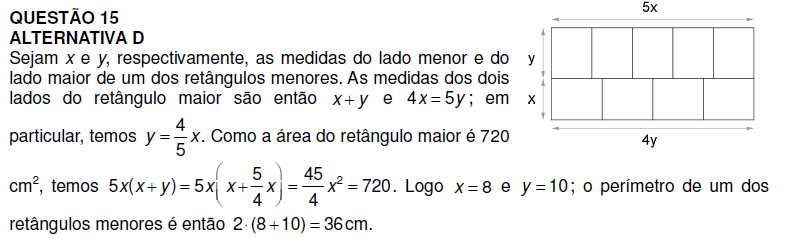 QUESTÃO 15
ALTERNATIVA D
Sejam x e y, respectivamente, as medidas do lado menor e do
lado maior de um dos retângulos menores. As medidas dos dois
lados do retângulo maior são então x + y e 4x = 5y; em
particular, temos y = 4/5 x. Como a área do retângulo maior é 720
cm², temos 5x(x + y) = 5x(x + 5/4 x) = 45/4 x² = 720. Logo x = 8 e y = 10; o perímetro de um dos
retângulos menores é então 2·(8 + 10) = 36 cm.
5x
y
x
4y